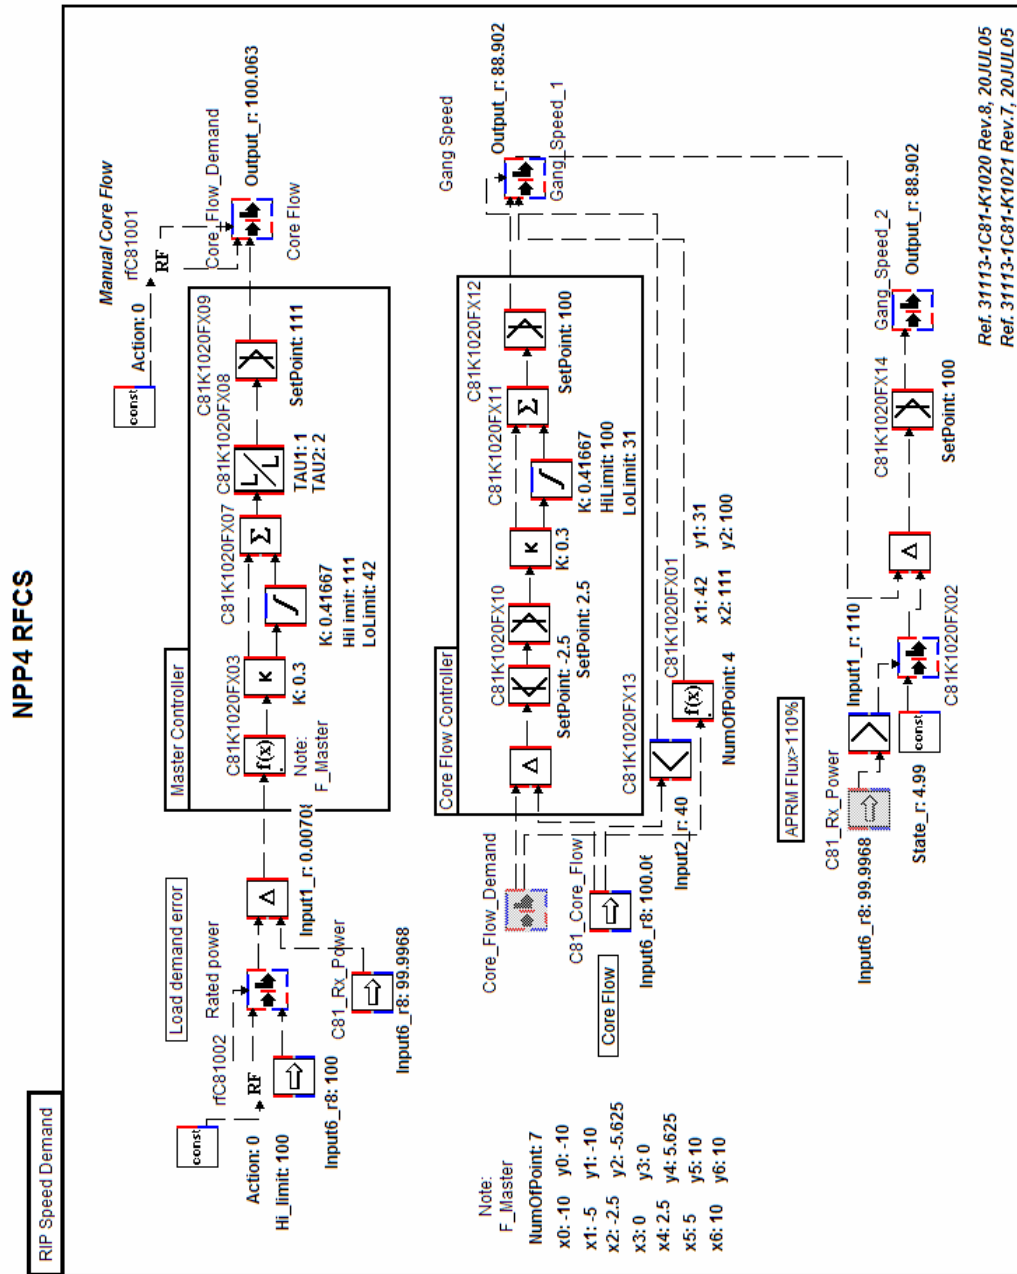 NPP4 RFCS
RIP Speed Demand
Manual Core Flow
const
Action: 0
rfC81001
RF
Core_Flow_Demand
Output_r: 100.063
Core Flow
Master Controller
C81K1020FX03
f(x)
Note:
F_Master
K
K: 0.3
C81K1020FX07
Σ
K: 0.41667
HiLimit: 111
LoLimit: 42
C81K1020FX08
L/L
TAU1: 1
TAU2: 2
C81K1020FX09
SetPoint: 111
Load demand error
const
rfC81002
Rated power
RF
Action: 0
Hi_limit: 100
Input6_r8: 100
Δ
C81_Rx_Power
Input6_r8: 99.9968
Gang Speed
Output_r: 88.902
Gang_Speed_1
Core Flow Controller
Δ
C81K1020FX10
SetPoint: -2.5
SetPoint: 2.5
K
K: 0.3
C81K1020FX11
Σ
K: 0.41667
HiLimit: 100
LoLimit: 31
C81K1020FX12
SetPoint: 100
C81K1020FX13
Core_Flow_Demand
C81_Core_Flow
Core Flow
Input2_r: 40
C81K1020FX01
f(x)
NumOfPoint: 4
x1: 42 y1: 31
x2: 111 y2: 100
Note:
F_Master
NumOfPoint: 7
x0: -10 y0: -10
x1: -5 y1: -10
x2: -2.5 y2: -5.625
x3: 0 y3: 0
x4: 2.5 y4: 5.625
x5: 5 y5: 10
x6: 10 y6: 10
APRM Flux>110%
C81_Rx_Power
Input6_r8: 99.9968
Input1_r: 110
const
State_r: 4.99
C81K1020FX02
Δ
C81K1020FX14
SetPoint: 100
Gang_Speed_2
Output_r: 88.902
Ref. 31113-1C81-K1020 Rev.8, 20JUL05
Ref. 31113-1C81-K1021 Rev.7, 20JUL05